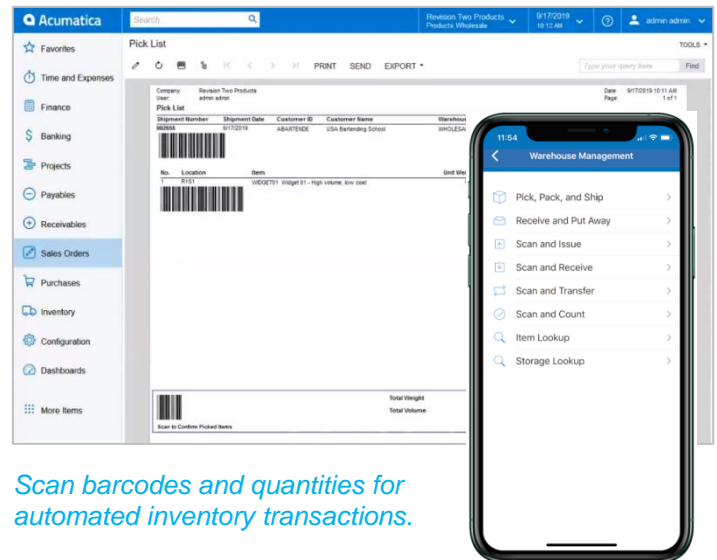 Acumatica
Search...
Revision Two Products
Products Wholesale
9/17/2019
10:12 AM
admin admin
Favorites
Time and Expenses
Finance
Banking
Projects
Payables
Receivables
Sales Orders
Purchases
Inventory
Configuration
Dashboards
More Items
Pick List
TOOLS
PRINT SEND EXPORT
Type your query here Find
Company Revision Two Products
User: admin admin
Date 9/17/2019 10:11 AM
Page 1 of 1
Pick List
Shipment Number Shipment Date Customer ID Customer Name
002656 9/17/2019 ABARTENDE USA Bartending School
No. Location Item
1 R1S1 WIDGET01 Widget 01 - High volume, low cost
Total Weight
Total Volume
Scan to Confirm Picked Items
11:54
Warehouse Management
Pick, Pack, and Ship
Receive and Put Away
Scan and Issue
Scan and Receive
Scan and Transfer
Scan and Count
Item Lookup
Storage Lookup
Scan barcodes and quantities for
automated inventory transactions.